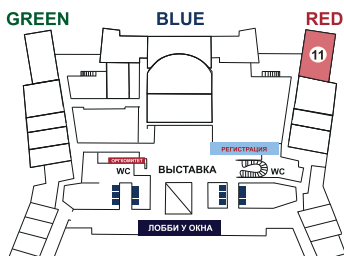 GREEN BLUE RED
11
РЕГИСТРАЦИЯ
ОРГКОМИТЕТ
WC ВЫСТАВКА WC
ЛОББИ У ОКНА